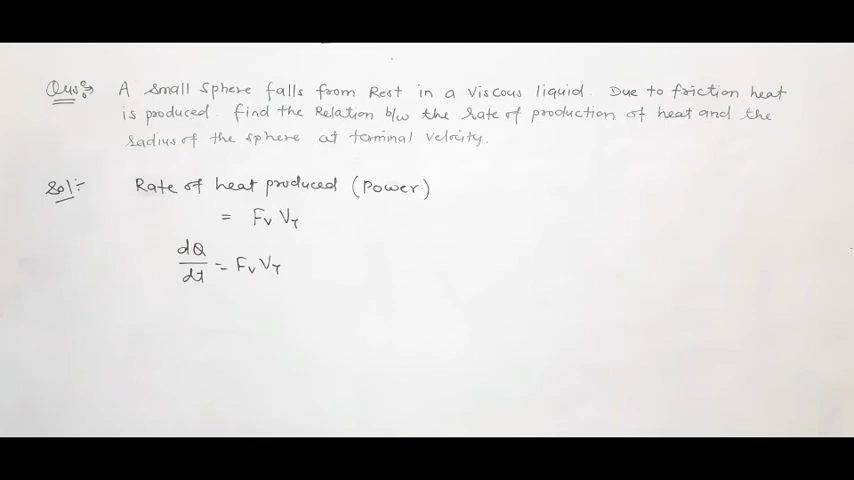 Qus:⇒ A small sphere falls from Rest in a Viscous liquid. Due to friction heat
is produced. find the Relation b/w the rate of production of heat and the
radius of the sphere at terminal velocity.
Sol:- Rate of heat produced (Power)
= Fv VT
dQ/dt = Fv VT